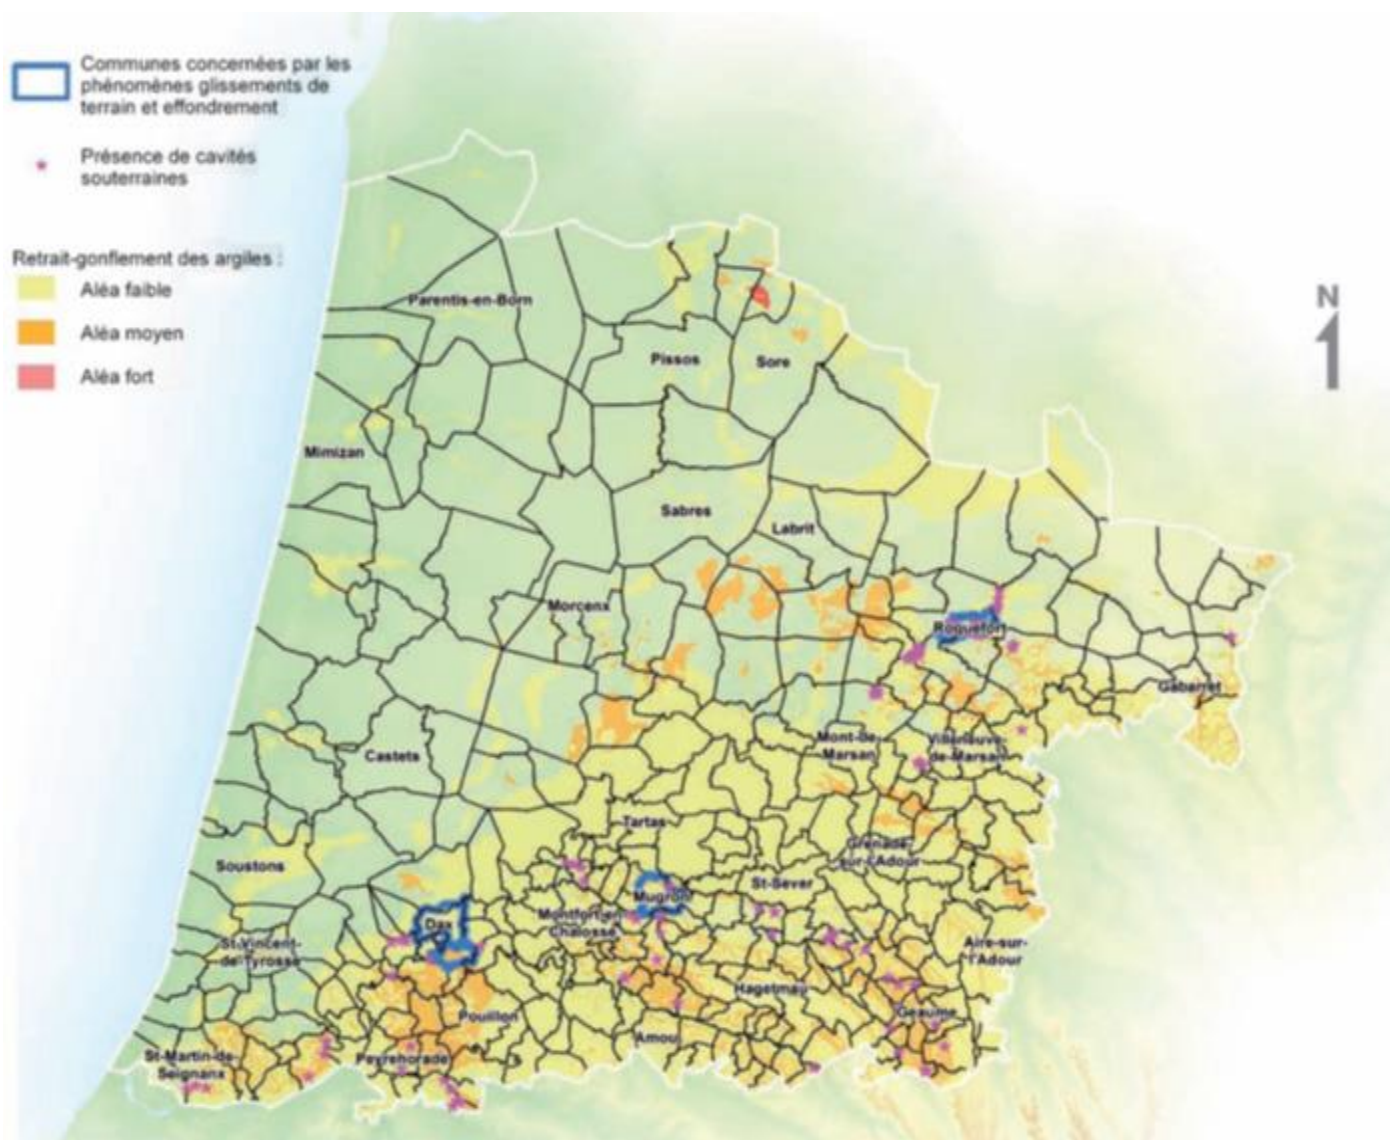 Communes concernées par les
phénomènes glissements de
terrain et effondrement
Présence de cavités
souterraines
Retrait-gonflement des argiles :
Aléa faible
Aléa moyen
Aléa fort
N
Parentis-en-Born
Pissos
Sore
Mimizan
Sabres
Labrit
Morcenx
Roquefort
Gabarret
Castets
Mont-de-
Marsan
Villeneuve-
de-Marsan
Tartas
Grenade-
sur-l'Adour
Soustons
St-Sever
Mugron
Montfort-en-
Chalosse
Dax
St-Vincent-
de-Tyrosse
Aire-sur-
l'Adour
Hagetmau
Pouillon
Geaune
Amou
St-Martin-de-
Seignanx
Peyrehorade